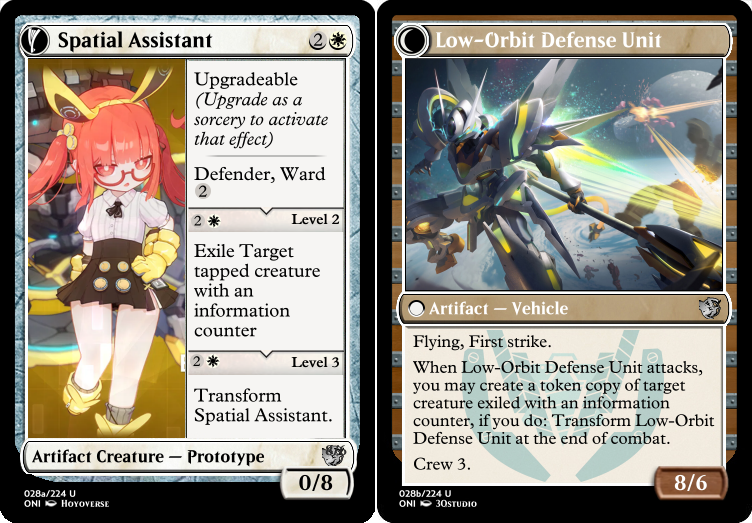 Spatial Assistant 2
Upgradeable
(Upgrade as a
sorcery to activate
that effect)
Defender, Ward
2
2 Level 2
Exile Target
tapped creature
with an
information
counter
2 Level 3
Transform
Spatial Assistant.
Artifact Creature — Prototype
0/8
028a/224 U
ONI HOYOVERSE
Low-Orbit Defense Unit
Artifact — Vehicle
Flying, First strike.
When Low-Orbit Defense Unit attacks,
you may create a token copy of target
creature exiled with an information
counter, if you do: Transform Low-Orbit
Defense Unit at the end of combat.
Crew 3.
8/6
028b/224 U
ONI 3QSTUDIO